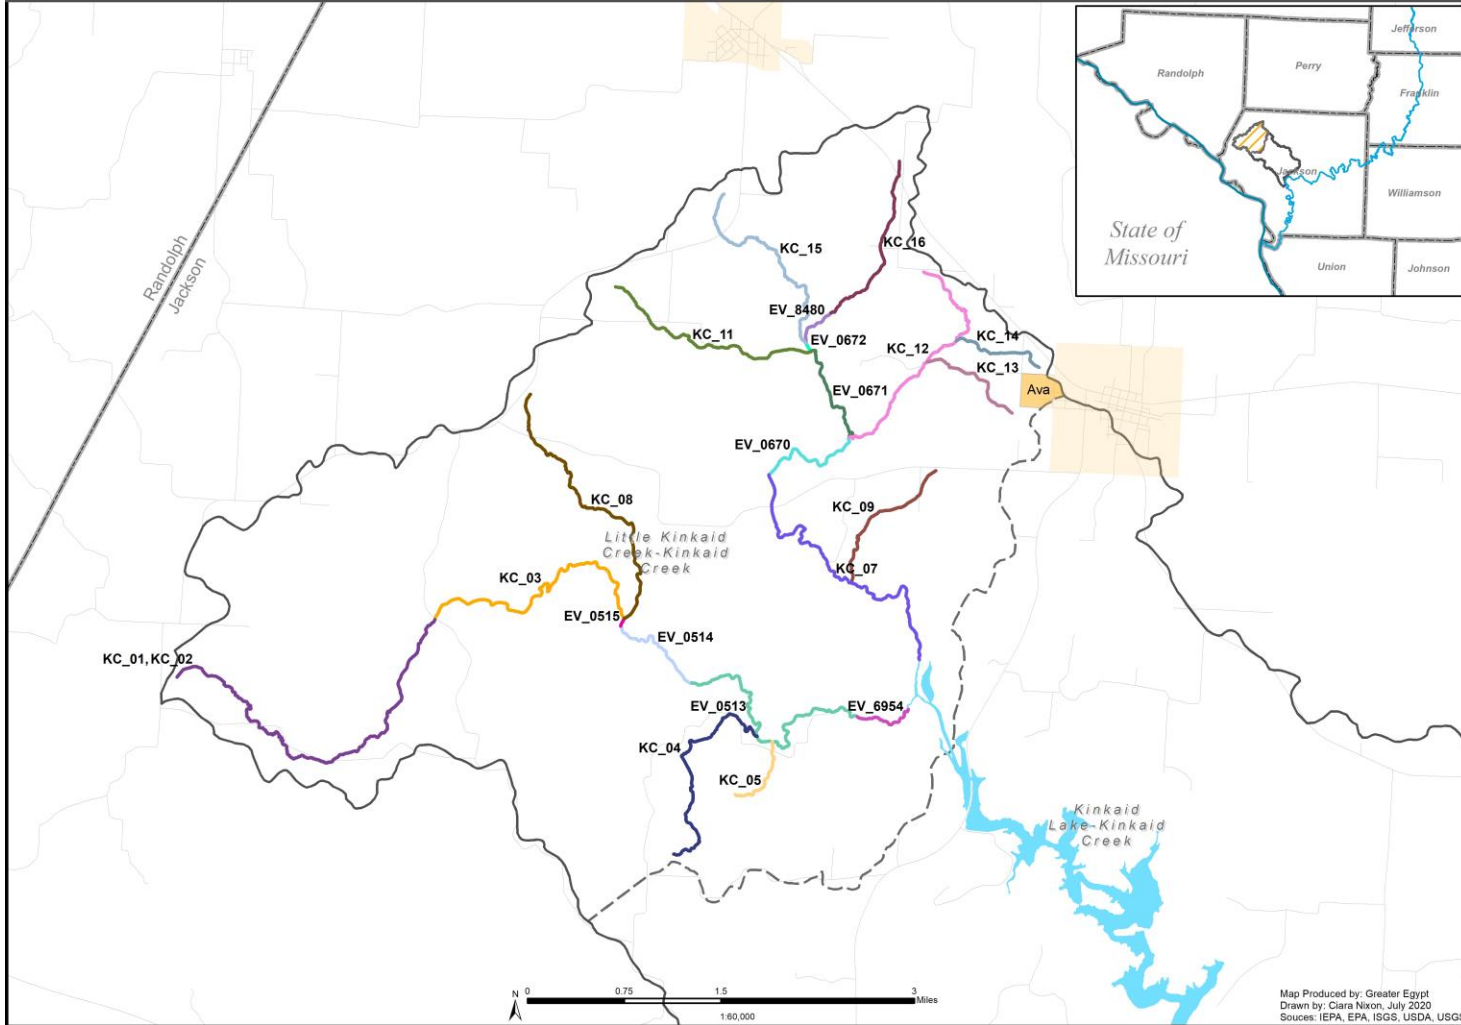 Jefferson
Randolph
Perry
Franklin
Jackson
Williamson
State of
Missouri
Union
Johnson
Randolph
Jackson
KC_15
KC_16
EV_8480
KC_11
EV_0672
KC_12
KC_14
KC_13
EV_0671
Ava
EV_0670
KC_08
KC_09
Little Kinkaid
Creek-Kinkaid
Creek
KC_03
KC_07
EV_0515
EV_0514
KC_01, KC_02
EV_0513
EV_6954
KC_04
KC_05
Kinkaid
Lake-Kinkaid
Creek
N
0 0.75 1.5 3
Miles
1:60,000
Map Produced by: Greater Egypt
Drawn by: Ciara Nixon, July 2020
Souces: IEPA, EPA, ISGS, USDA, USGS